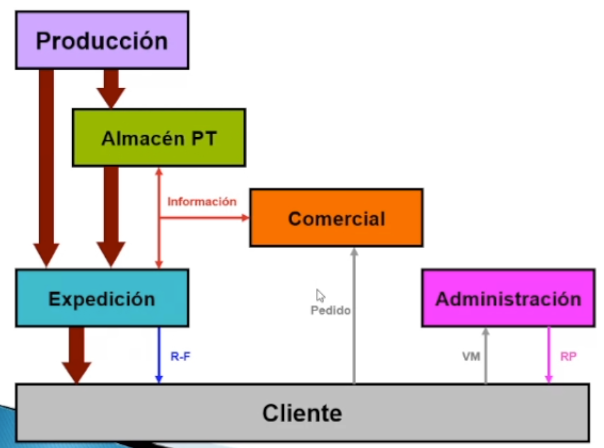 Producción
Almacén PT
Información
Comercial
Expedición
Pedido
Administración
R-F
VM
RP
Cliente